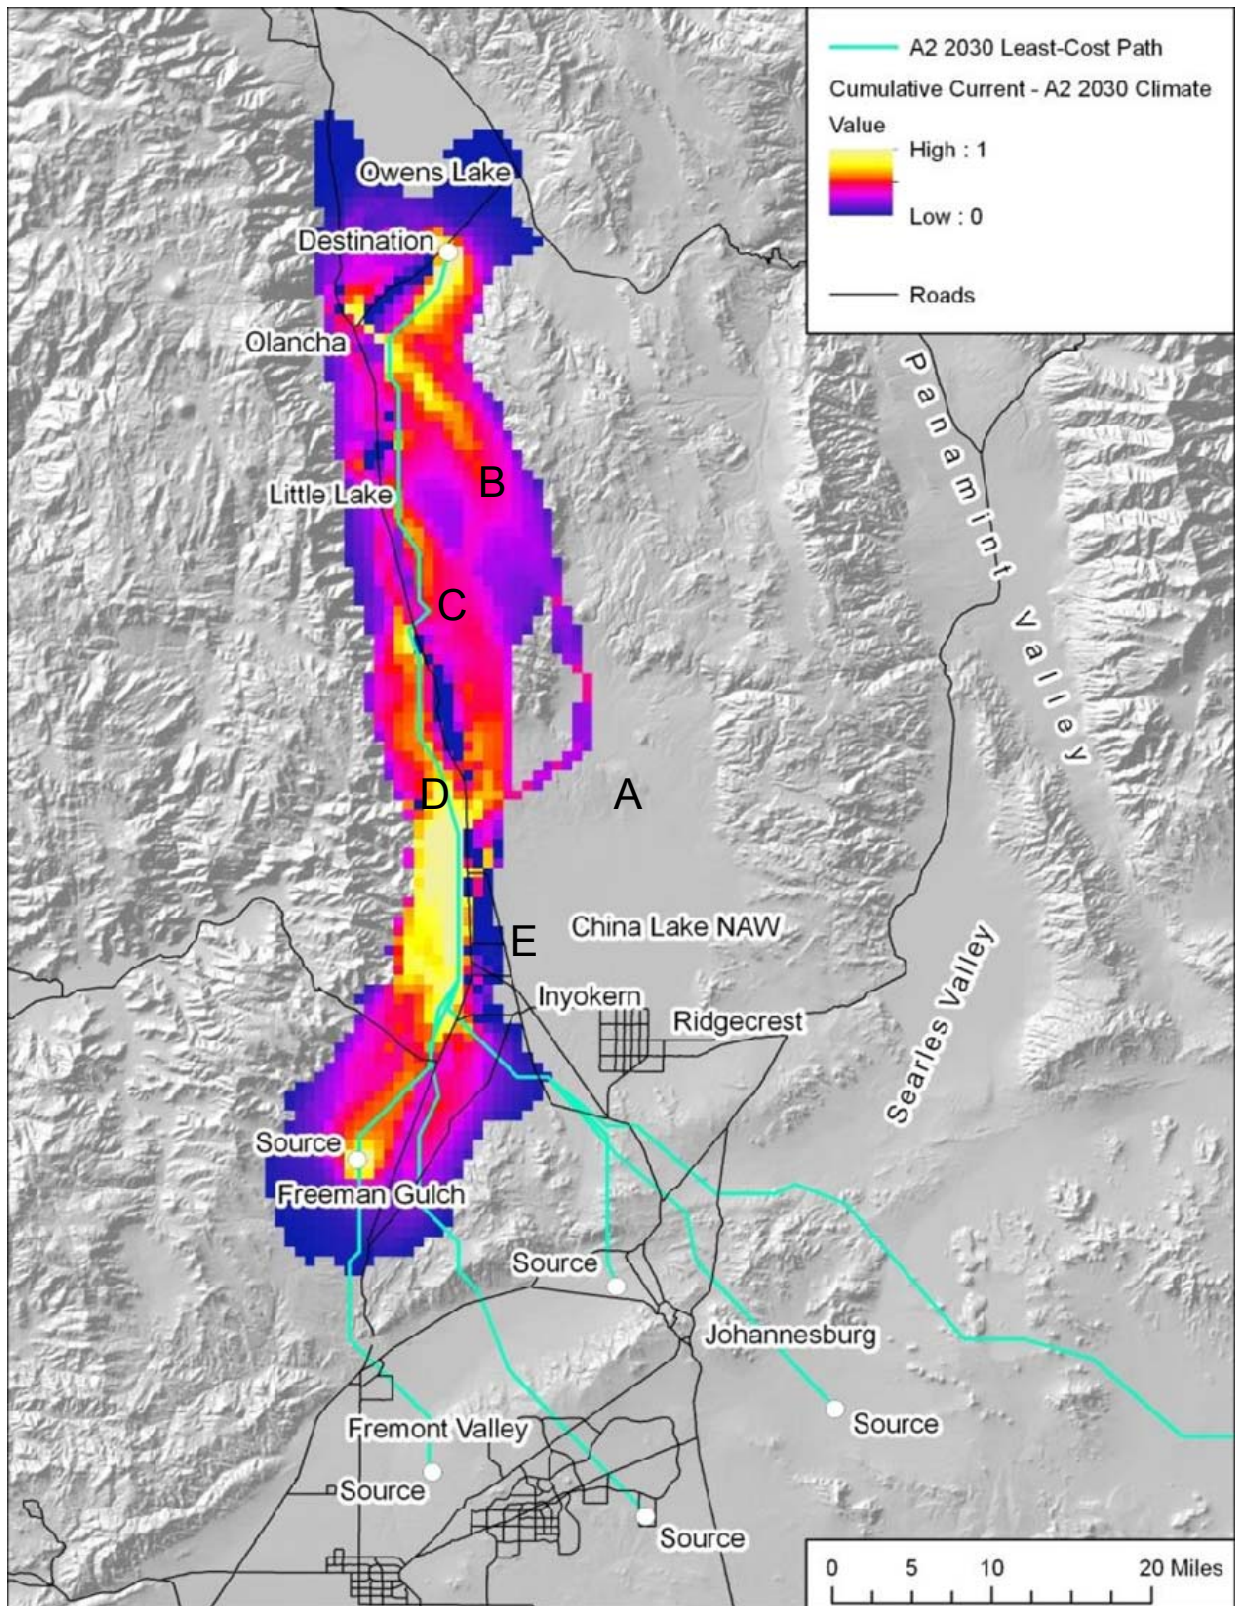 A2 2030 Least-Cost Path
Cumulative Current - A2 2030 Climate
Value
High : 1
Low : 0
Roads
Owens Lake
Destination
Olancha
Panamint Valley
B
Little Lake
C
D
A
E
China Lake NAW
Inyokern
Ridgecrest
Searles Valley
Source
Freeman Gulch
Source
Johannesburg
Source
Fremont Valley
Source
Source
0 5 10 20 Miles